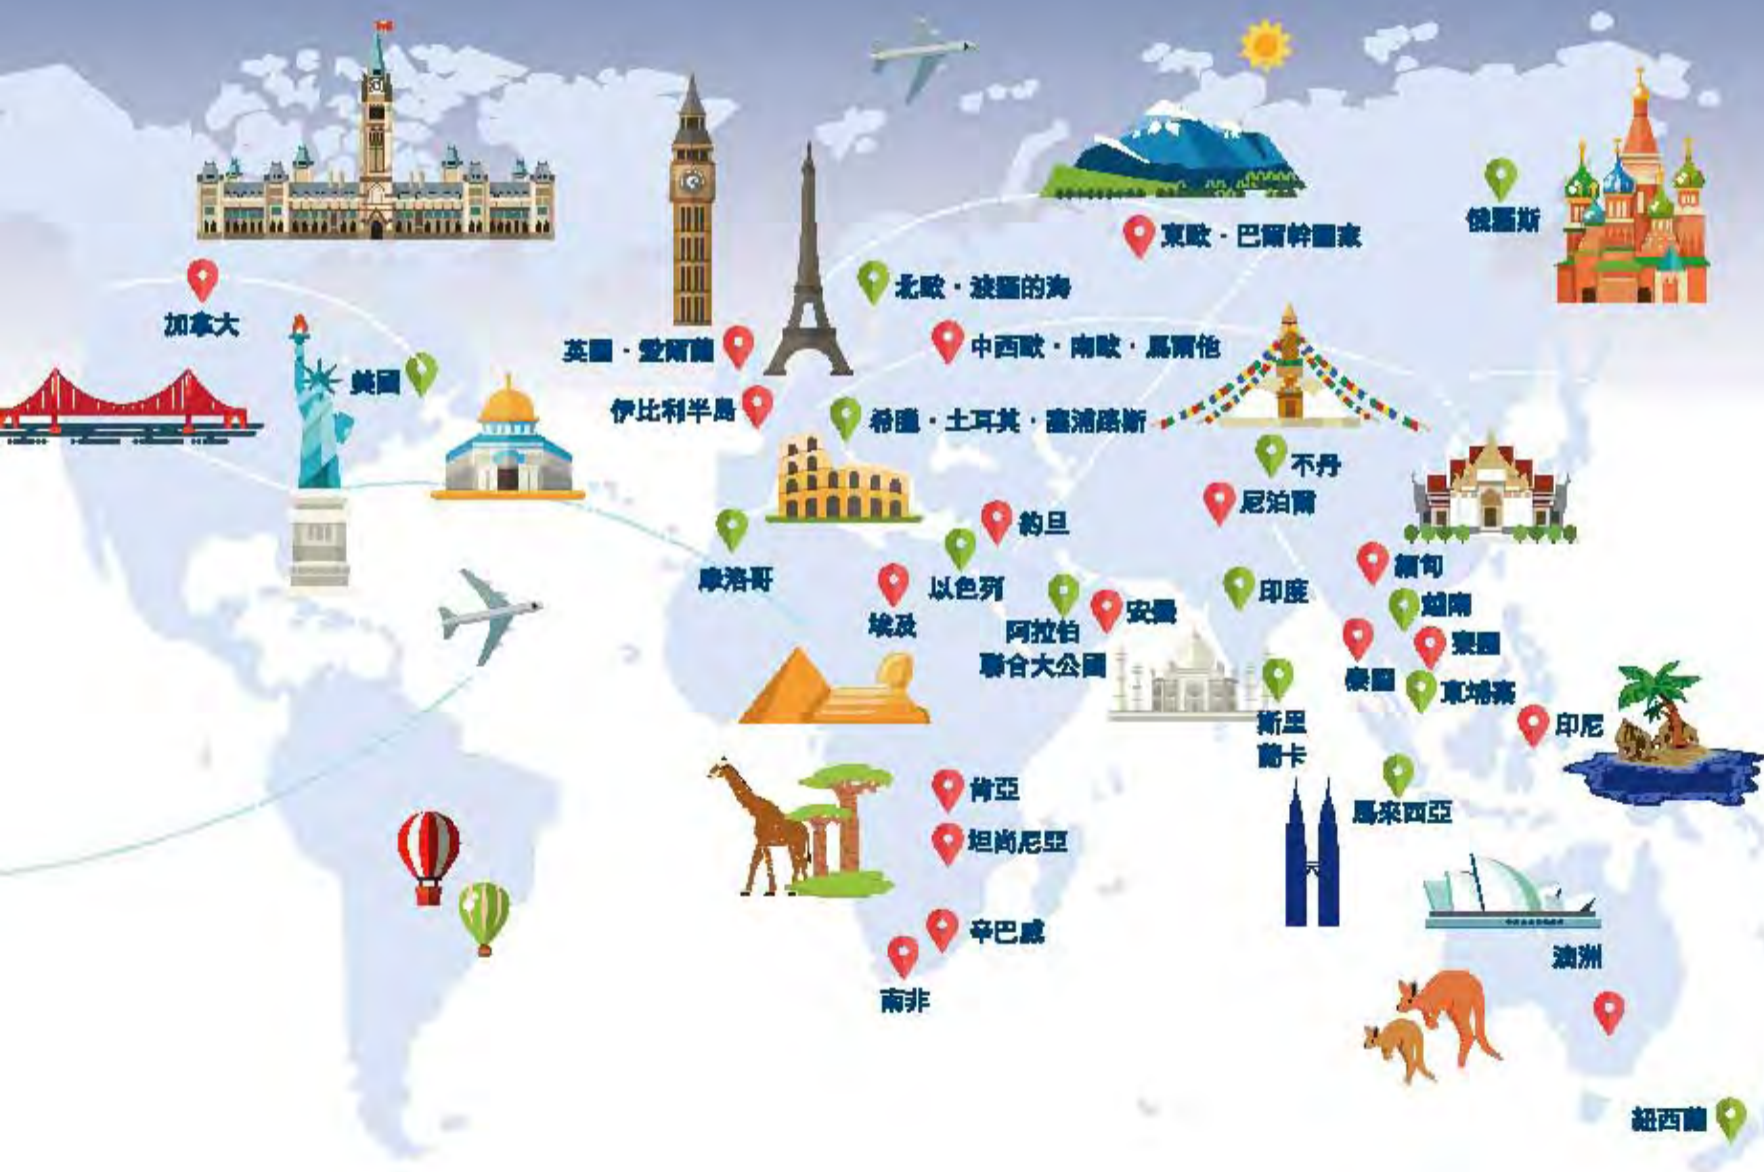 俄羅斯
東歐．巴爾幹國家
北歐．波羅的海
加拿大
英國．愛爾蘭
中西歐．南歐．馬爾他
美國
伊比利半島
希臘．土耳其．塞浦路斯
不丹
尼泊爾
約旦
摩洛哥
緬甸
以色列
印度
埃及
阿拉伯
聯合大公國
安曼
越南
寮國
泰國
柬埔寨
斯里
蘭卡
印尼
肯亞
馬來西亞
坦尚尼亞
辛巴威
澳洲
南非
紐西蘭